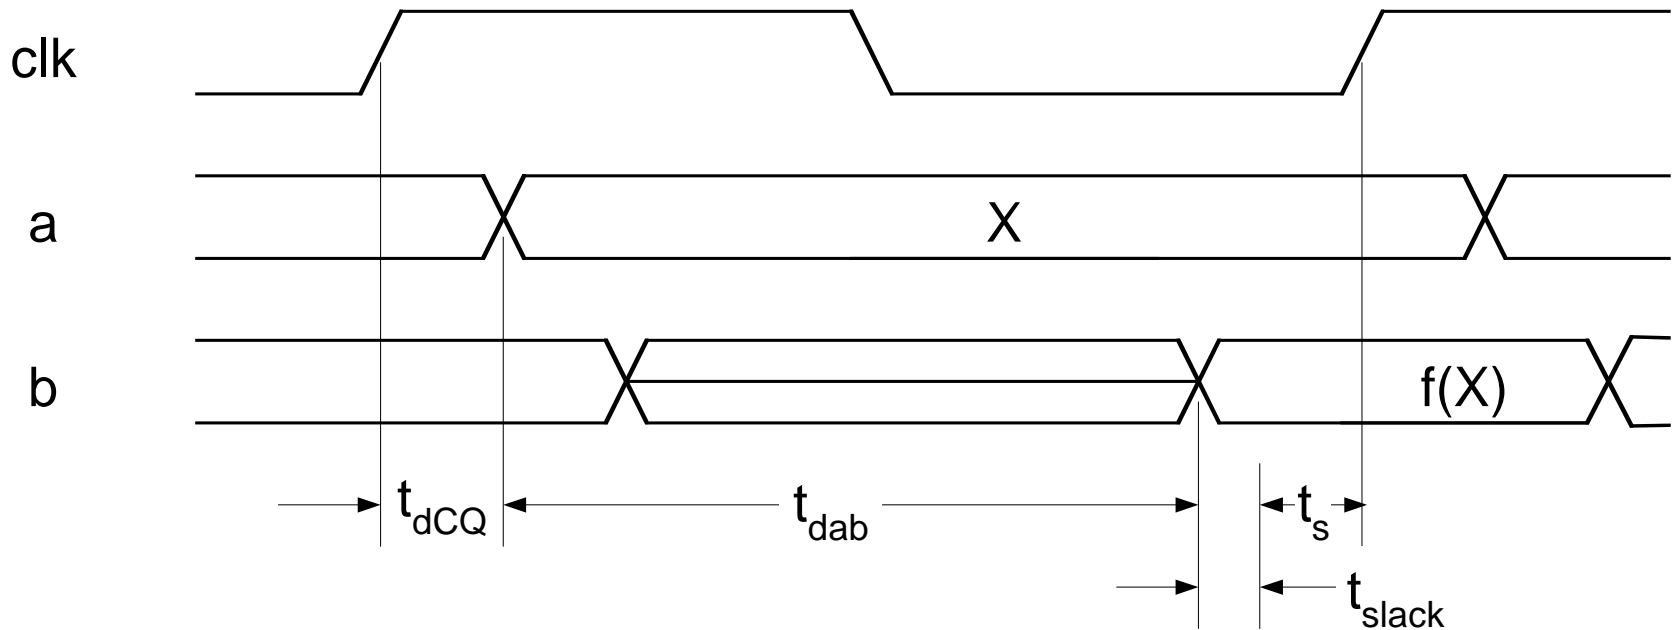 clk
a
X
b
f(X)
tdCQ
tdab
ts
tslack